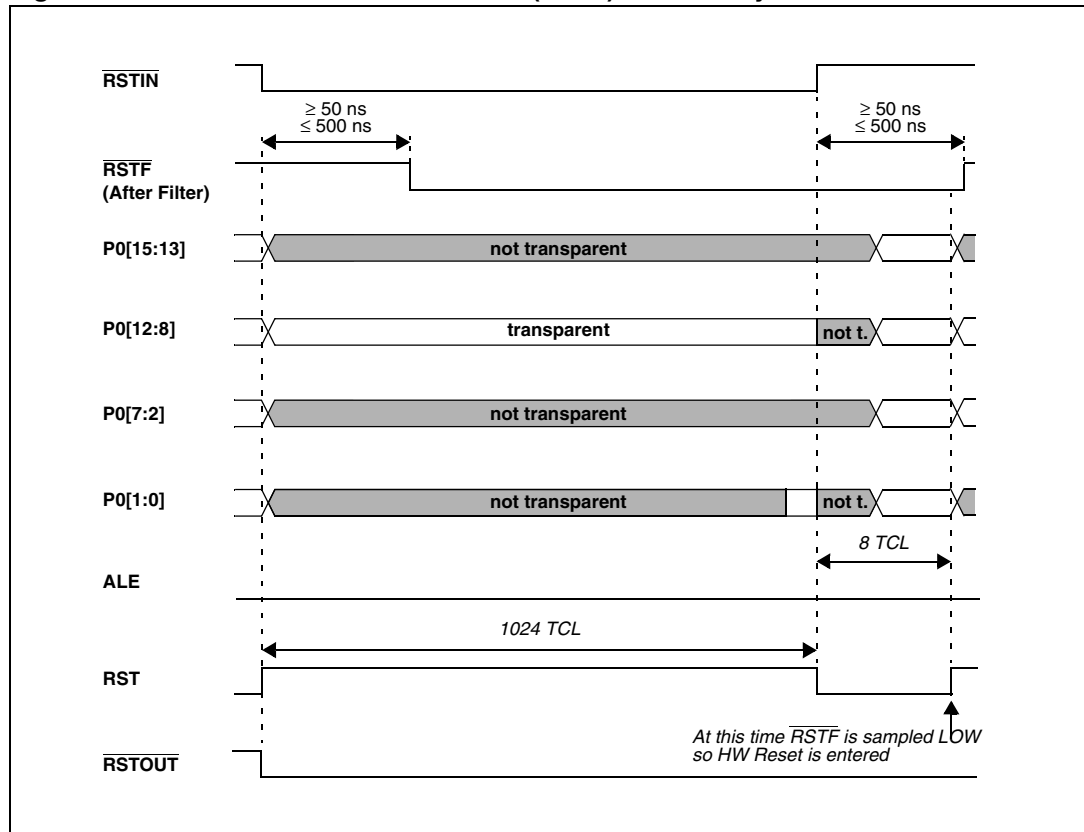 RSTIN
≥ 50 ns
≤ 500 ns
≥ 50 ns
≤ 500 ns
RSTF
(After Filter)
P0[15:13]
not transparent
P0[12:8]
transparent
not t.
P0[7:2]
not transparent
P0[1:0]
not transparent
not t.
8 TCL
ALE
1024 TCL
RST
At this time RSTF is sampled LOW
so HW Reset is entered
RSTOUT